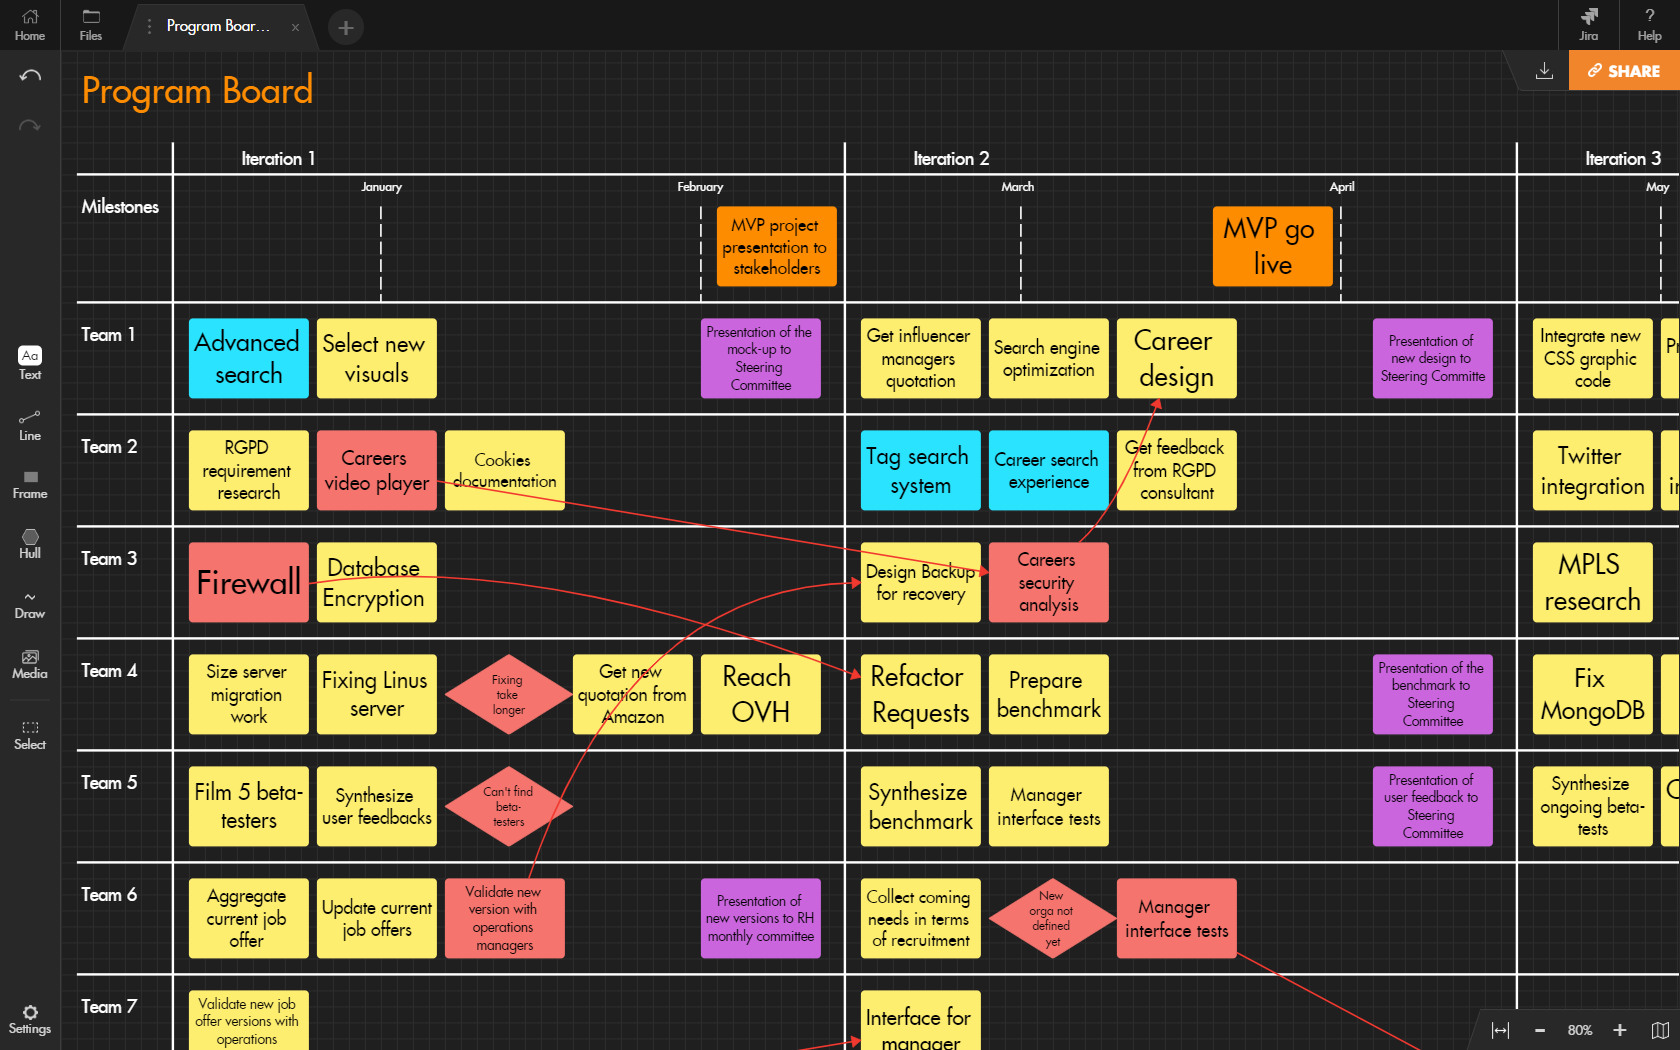 Home
Files
Program Boar...
Jira
Help
SHARE
Program Board
Iteration 1
Iteration 2
Iteration 3
Milestones
January
February
March
April
May
MVP project
presentation to
stakeholders
MVP go
live
Team 1
Advanced
search
Select new
visuals
Presentation of the
mock-up to
Steering
Committee
Get influencer
managers
quotation
Search engine
optimization
Career
design
Presentation of
new design to
Steering Committe
Integrate new
CSS graphic
code
Team 2
RGPD
requirement
research
Careers
video player
Cookies
documentation
Tag search
system
Career search
experience
Get feedback
from RGPD
consultant
Twitter
integration
Team 3
Firewall
Database
Encryption
Design Backup
for recovery
Careers
security
analysis
MPLS
research
Team 4
Size server
migration
work
Fixing Linus
server
Fixing
take
longer
Get new
quotation from
Amazon
Reach
OVH
Refactor
Requests
Prepare
benchmark
Presentation of the
benchmark to
Steering
Committee
Fix
MongoDB
Team 5
Film 5 beta-
testers
Synthesize
user feedbacks
Can't find
beta-
testers
Synthesize
benchmark
Manager
interface tests
Presentation of
user feedback to
Steering
Committee
Synthesize
ongoing beta-
tests
Team 6
Aggregate
current job
offer
Update current
job offers
Validate new
version with
operations
managers
Presentation of
new versions to RH
monthly committee
Collect coming
needs in terms
of recruitment
New
orga not
defined
yet
Manager
interface tests
Team 7
Validate new job
offer versions with
operations
Interface for
manager
Aa
Text
Line
Frame
Hull
Draw
Media
Select
Settings
80%